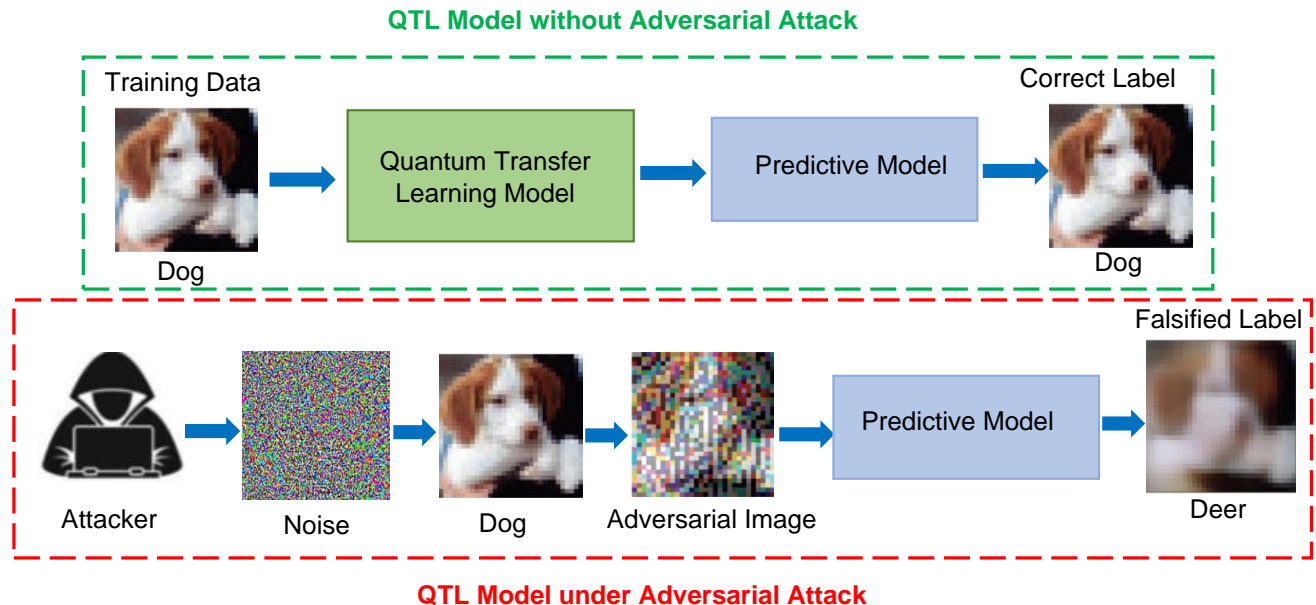 QTL Model without Adversarial Attack
Training Data
Correct Label
Quantum Transfer
Learning Model
Predictive Model
Dog
Dog
Falsified Label
Predictive Model
Attacker
Noise
Dog
Adversarial Image
Deer
QTL Model under Adversarial Attack